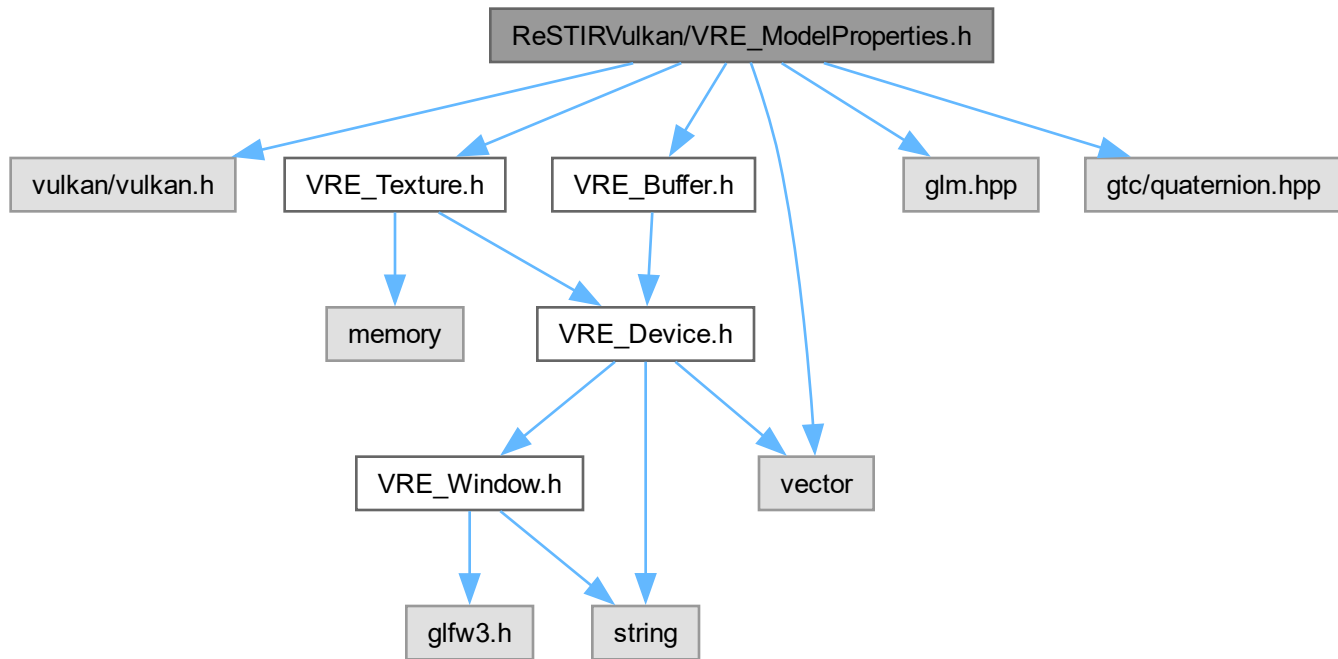 ReSTIRVulkan/VRE_ModelProperties.h
vulkan/vulkan.h
VRE_Texture.h
VRE_Buffer.h
glm.hpp
gtc/quaternion.hpp
memory
VRE_Device.h
VRE_Window.h
vector
glfw3.h
string